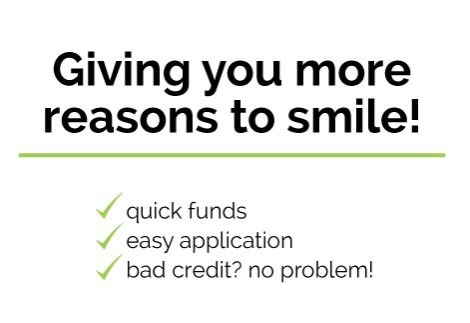 Giving you more
reasons to smile!
quick funds
easy application
bad credit? no problem!